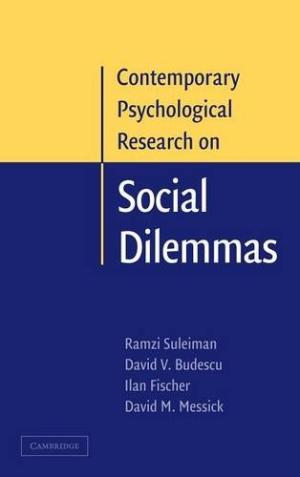 Contemporary
Psychological
Research on
Social
Dilemmas
Ramzi Suleiman
David V. Budescu
Ilan Fischer
David M. Messick
CAMBRIDGE